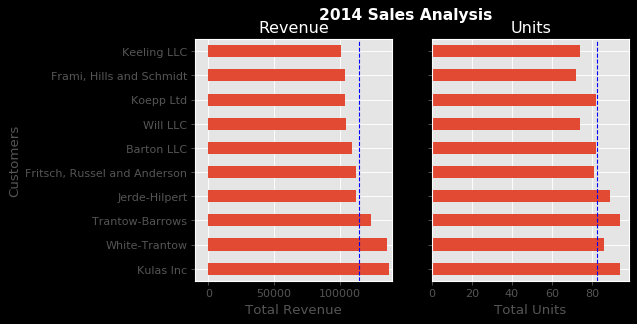 2014 Sales Analysis
Revenue
Units
Keeling LLC
Frami, Hills and Schmidt
Koepp Ltd
Will LLC
Barton LLC
Fritsch, Russel and Anderson
Jerde-Hilpert
Trantow-Barrows
White-Trantow
Kulas Inc
Customers
0 50000 100000
0 20 40 60 80
Total Revenue
Total Units